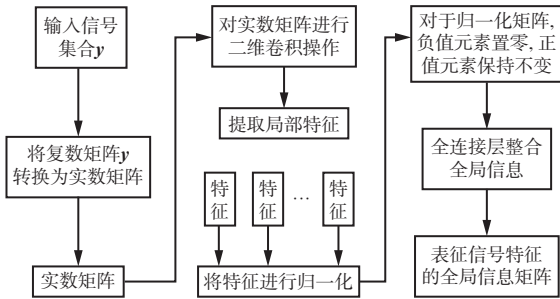 输入信号
集合y
将复数矩阵y
转换为实数矩阵
实数矩阵
对实数矩阵进行
二维卷积操作
提取局部特征
特征
特征
…
特征
将特征进行归一化
对于归一化矩阵,
负值元素置零, 正
值元素保持不变
全连接层整合
全局信息
表征信号特征
的全局信息矩阵